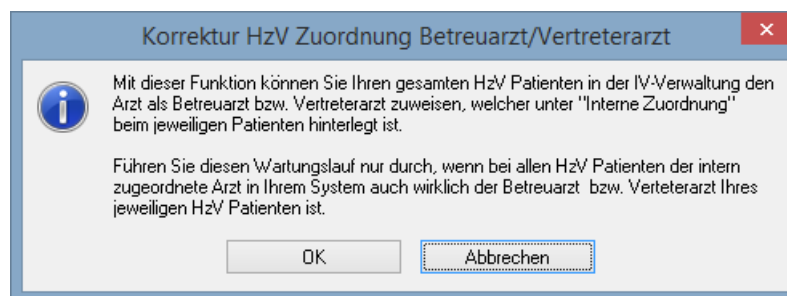 Korrektur HzV Zuordnung Betreuarzt/Vertreterarzt
Mit dieser Funktion können Sie Ihren gesamten HzV Patienten in der IV-Verwaltung den
Arzt als Betreuarzt bzw. Vertreterarzt zuweisen, welcher unter "Interne Zuordnung"
beim jeweiligen Patienten hinterlegt ist.
Führen Sie diesen Wartungslauf nur durch, wenn bei allen HzV Patienten der intern
zugeordnete Arzt in Ihrem System auch wirklich der Betreuarzt  bzw. Verteterarzt Ihres
jeweiligen HzV Patienten ist.
OK
Abbrechen